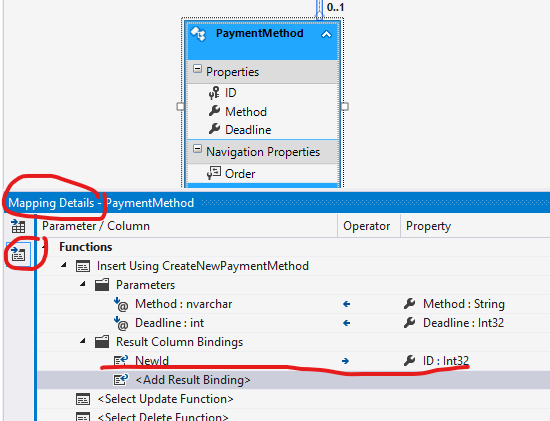 0..1
PaymentMethod
Properties
ID
Method
Deadline
Navigation Properties
Order
Mapping Details - PaymentMethod
Parameter / Column Operator Property
Functions
Insert Using CreateNewPaymentMethod
Parameters
@ Method : nvarchar ← Method : String
@ Deadline : int ← Deadline : Int32
Result Column Bindings
NewId → ID : Int32
<Add Result Binding>
<Select Update Function>
<Select Delete Function>